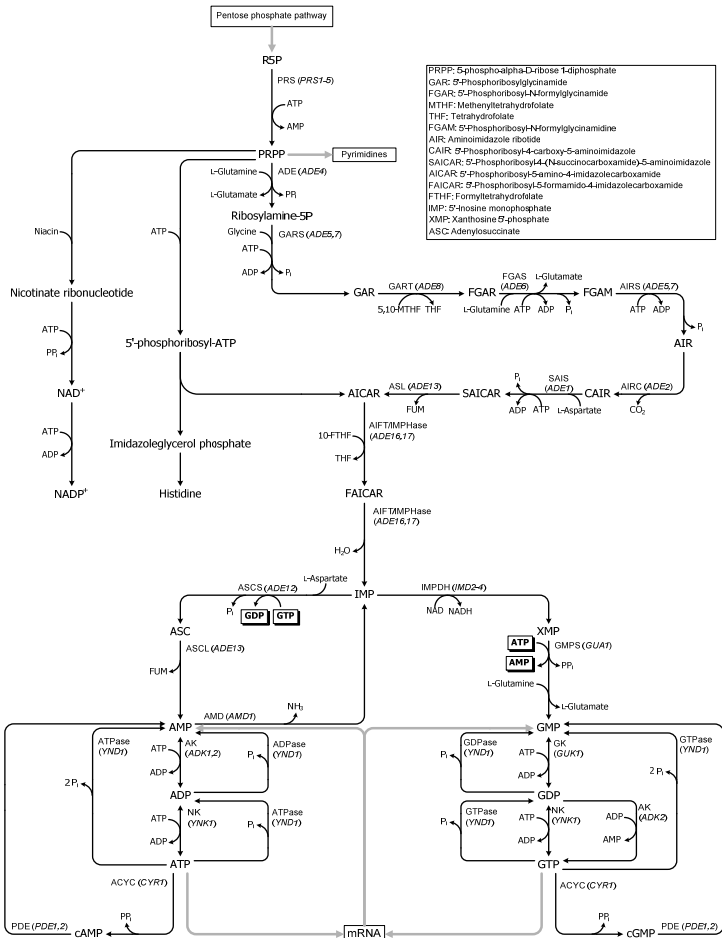 Pentose phosphate pathway
R5P
PRS (PRS1-5)
ATP
AMP
PRPP
Pyrimidines
PRPP: 5-phospho-alpha-D-ribose 1-diphosphate
GAR: 5'-Phosphoribosylglycinamide
FGAR: 5'-Phosphoribosyl-N-formylglycinamide
MTHF: Methenyltetrahydrofolate
THF: Tetrahydrofolate
FGAM: 5'-Phosphoribosyl-N-formylglycinamidine
AIR: Aminoimidazole ribotide
CAIR: 5'-Phosphoribosyl-4-carboxy-5-aminoimidazole
SAICAR: 5'-Phosphoribosyl-4-(N-succinocarboxamide)-5-aminoimidazole
AICAR: 5'-Phosphoribosyl-5-amino-4-imidazolecarboxamide
FAICAR: 5'-Phosphoribosyl-5-formamido-4-imidazolecarboxamide
FTHF: Formyltetrahydrofolate
IMP: 5'-Inosine monophosphate
XMP: Xanthosine 5'-phosphate
ASC: Adenylosuccinate
L-Glutamine
ADE (ADE4)
L-Glutamate
PPi
Ribosylamine-5P
Niacin
ATP
Glycine
GARS (ADE5,7)
ATP
ADP
Pi
Nicotinate ribonucleotide
GAR
GART (ADE8)
5,10-MTHF
THF
FGAR
FGAS
(ADE6)
L-Glutamate
L-Glutamine
ATP
ADP
Pi
FGAM
AIRS (ADE5,7)
ATP
ADP
Pi
AIR
ATP
PPi
5'-phosphoribosyl-ATP
NAD+
AICAR
ASL (ADE13)
FUM
SAICAR
Pi
SAIS
(ADE1)
ADP
ATP
L-Aspartate
CAIR
AIRC (ADE2)
CO2
ATP
ADP
Imidazoleglycerol phosphate
10-FTHF
AIFT/IMPHase
(ADE16,17)
THF
NADP+
Histidine
FAICAR
AIFT/IMPHase
(ADE16,17)
H2O
L-Aspartate
IMP
ASCS (ADE12)
Pi
GDP
GTP
IMPDH (IMD2-4)
NAD
NADH
ASC
XMP
ASCL (ADE13)
FUM
ATP
GMPS (GUA1)
AMP
PPi
L-Glutamine
L-Glutamate
AMP
AMD (AMD1)
NH3
GMP
ATPase
(YND1)
ATP
AK
(ADK1,2)
ADP
Pi
ADPase
(YND1)
GDPase
(YND1)
Pi
ATP
GK
(GUK1)
ADP
GTPase
(YND1)
2 Pi
2 Pi
ADP
GDP
ATP
NK
(YNK1)
ADP
Pi
ATPase
(YND1)
GTPase
(YND1)
Pi
ATP
NK
(YNK1)
ADP
ADP
AK
(ADK2)
AMP
ATP
GTP
ACYC (CYR1)
ACYC (CYR1)
PPi
PPi
PDE (PDE1,2)
cAMP
mRNA
cGMP
PDE (PDE1,2)